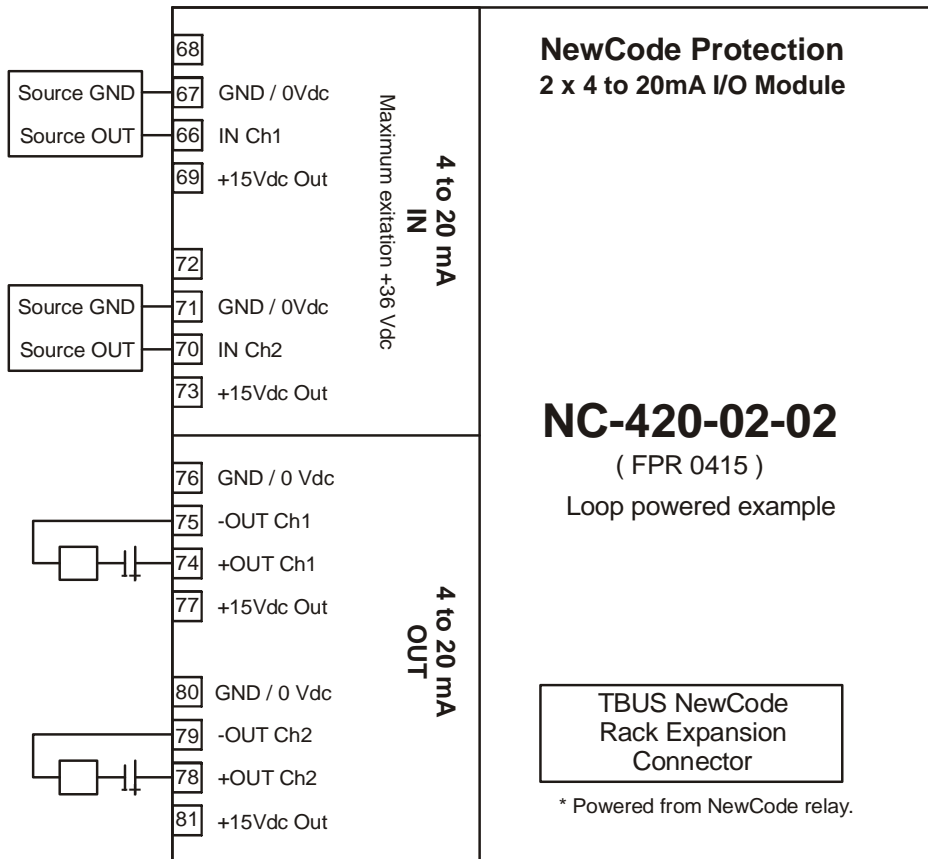 68
Source GND 67 GND / 0Vdc
Source OUT 66 IN Ch1
69 +15Vdc Out
72
Source GND 71 GND / 0Vdc
Source OUT 70 IN Ch2
73 +15Vdc Out
Maximum exitation +36 Vdc
4 to 20 mA
IN
76 GND / 0 Vdc
75 -OUT Ch1
74 +OUT Ch1
77 +15Vdc Out
80 GND / 0 Vdc
79 -OUT Ch2
78 +OUT Ch2
81 +15Vdc Out
4 to 20 mA
OUT
NewCode Protection
2 x 4 to 20mA I/O Module
NC-420-02-02
( FPR 0415 )
Loop powered example
TBUS NewCode
Rack Expansion
Connector
* Powered from NewCode relay.